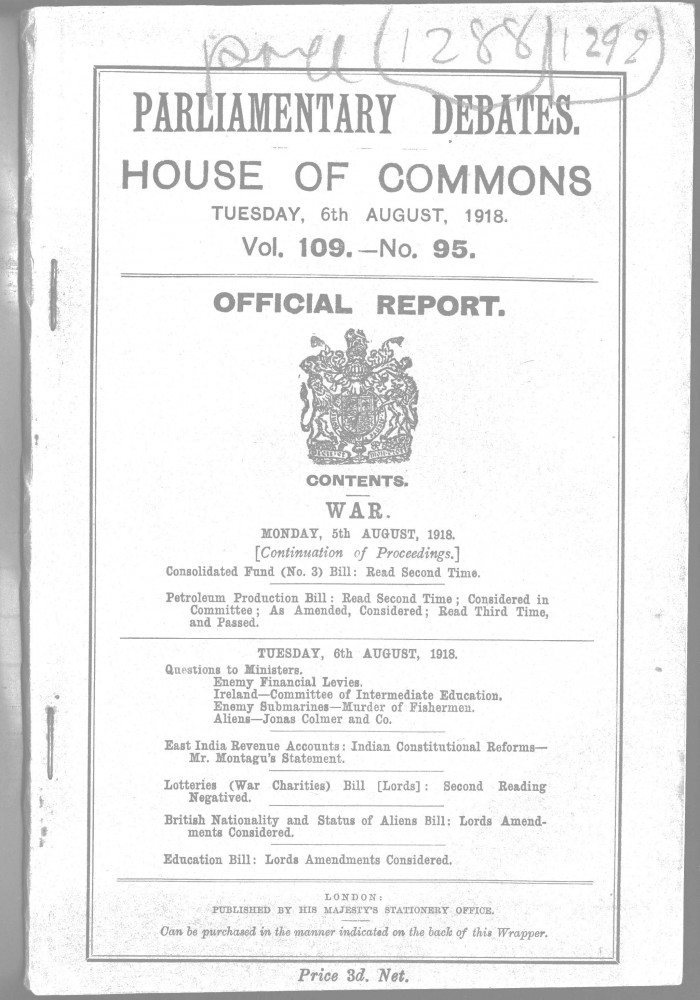 (1288) 1292)
PARLIAMENTARY DEBATES.
HOUSE OF COMMONS
TUESDAY, 6th AUGUST, 1918.
Vol. 109.—No. 95.
OFFICIAL REPORT.
CONTENTS.
WAR.
MONDAY, 5th AUGUST, 1918.
[Continuation of Proceedings.]
Consolidated Fund (No. 3) Bill: Read Second Time.
Petroleum Production Bill: Read Second Time; Considered in
Committee; As Amended, Considered; Read Third Time,
and Passed.
TUESDAY, 6th AUGUST, 1918.
Questions to Ministers.
Enemy Financial Levies.
Ireland—Committee of Intermediate Education.
Enemy Submarines—Murder of Fishermen.
Aliens—Jonas Colmer and Co.
East India Revenue Accounts: Indian Constitutional Reforms—
Mr. Montagu's Statement.
Lotteries (War Charities) Bill [Lords]: Second Reading
Negatived.
British Nationality and Status of Aliens Bill: Lords Amend-
ments Considered.
Education Bill: Lords Amendments Considered.
LONDON:
PUBLISHED BY HIS MAJESTY'S STATIONERY OFFICE.
Can be purchased in the manner indicated on the back of this Wrapper.
Price 3d. Net.